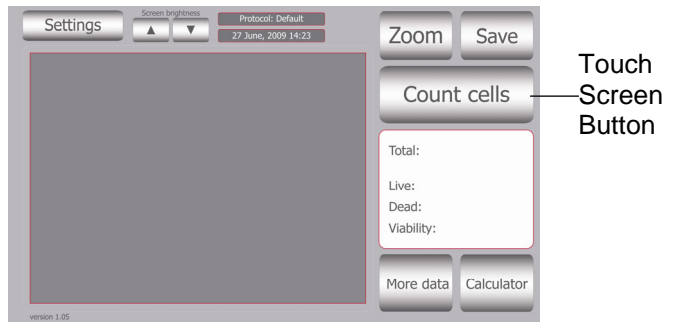 Settings
Screen brightness
▲ ▼
Protocol: Default
27 June, 2009 14:23
Zoom
Save
Count cells
Total:
Live:
Dead:
Viability:
More data
Calculator
version 1.05
Touch
Screen
Button